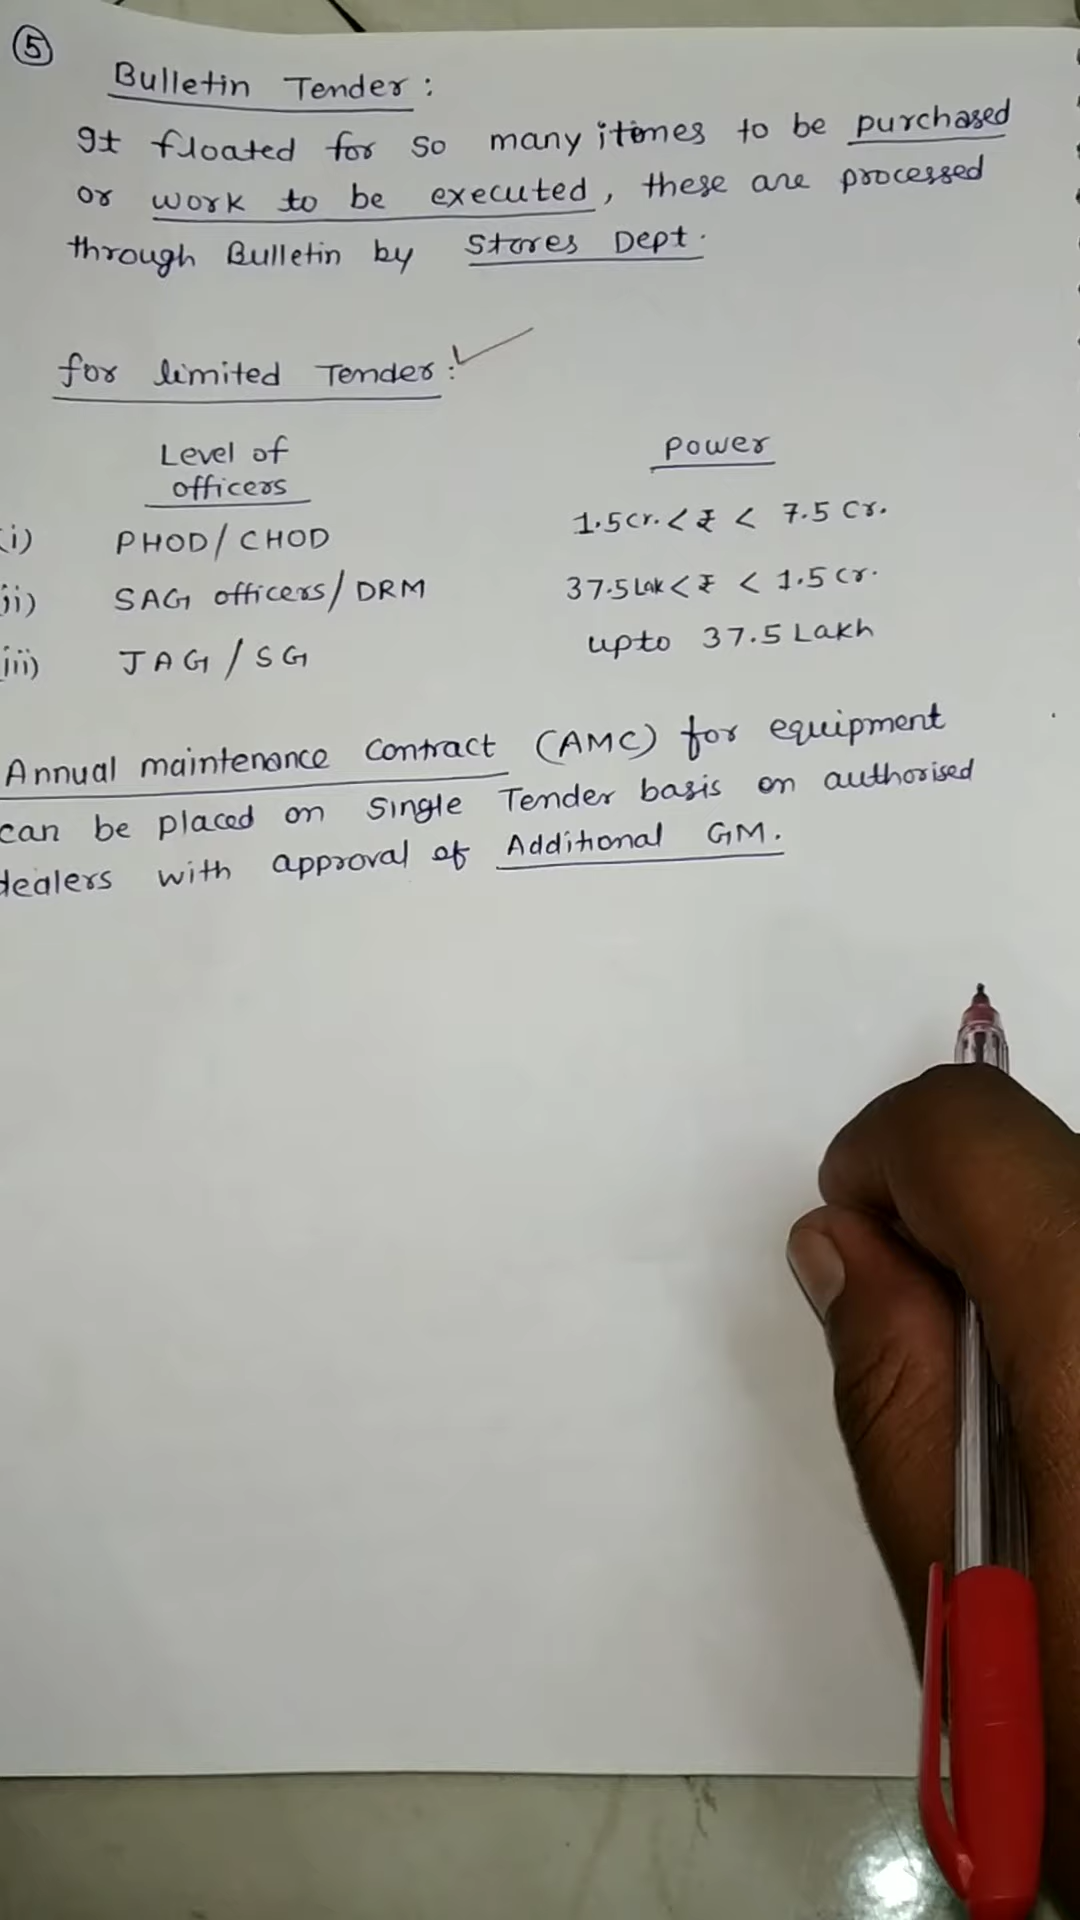 5
Bulletin Tender :
It floated for so many itemes to be purchased
or work to be executed, these are processed
through Bulletin by Stores Dept.
for limited Tender :
Level of officers Power
(i) PHOD/CHOD 1.5cr. < ₹ < 7.5 Cr.
(ii) SAG officers/DRM 37.5 Lak < ₹ < 1.5 cr.
(iii) JAG / SG upto 37.5 Lakh
Annual maintenance contract (AMC) for equipment
can be placed on single Tender basis on authorised
dealers with approval of Additional GM.